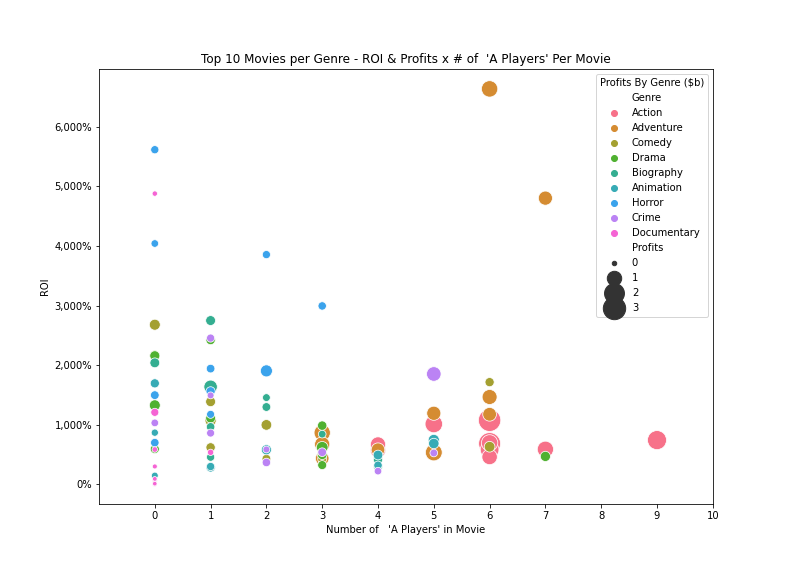 Top 10 Movies per Genre - ROI & Profits x # of  'A Players' Per Movie
Profits By Genre ($b)
Genre
Action
Adventure
Comedy
Drama
Biography
Animation
Horror
Crime
Documentary
Profits
0
1
2
3
6,000%
5,000%
4,000%
3,000%
2,000%
1,000%
0%
ROI
0 1 2 3 4 5 6 7 8 9 10
Number of   'A Players' in Movie